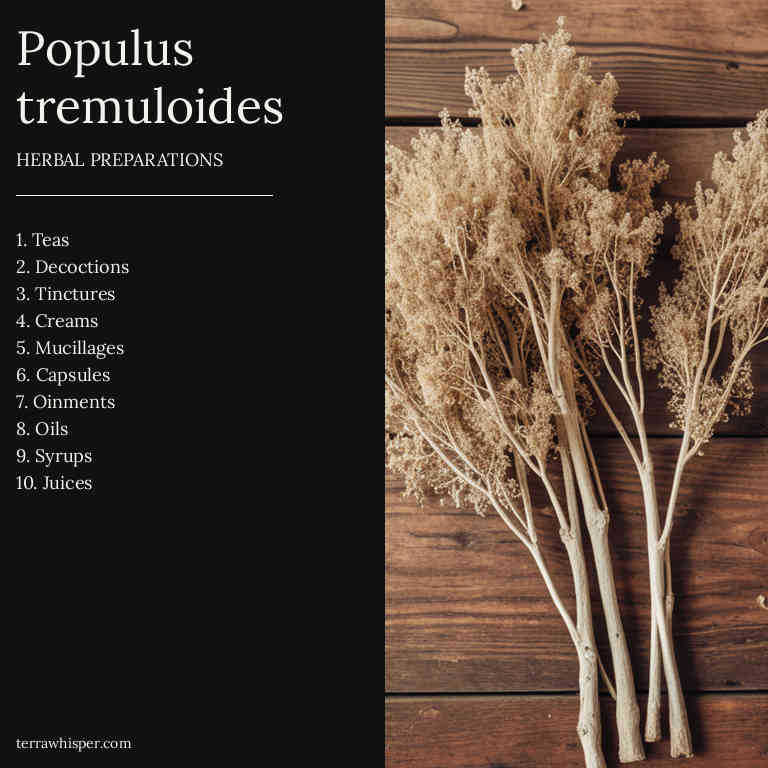 Populus
tremuloides
HERBAL PREPARATIONS
1. Teas
2. Decoctions
3. Tinctures
4. Creams
5. Mucillages
6. Capsules
7. Oinments
8. Oils
9. Syrups
10. Juices
terrawhisper.com